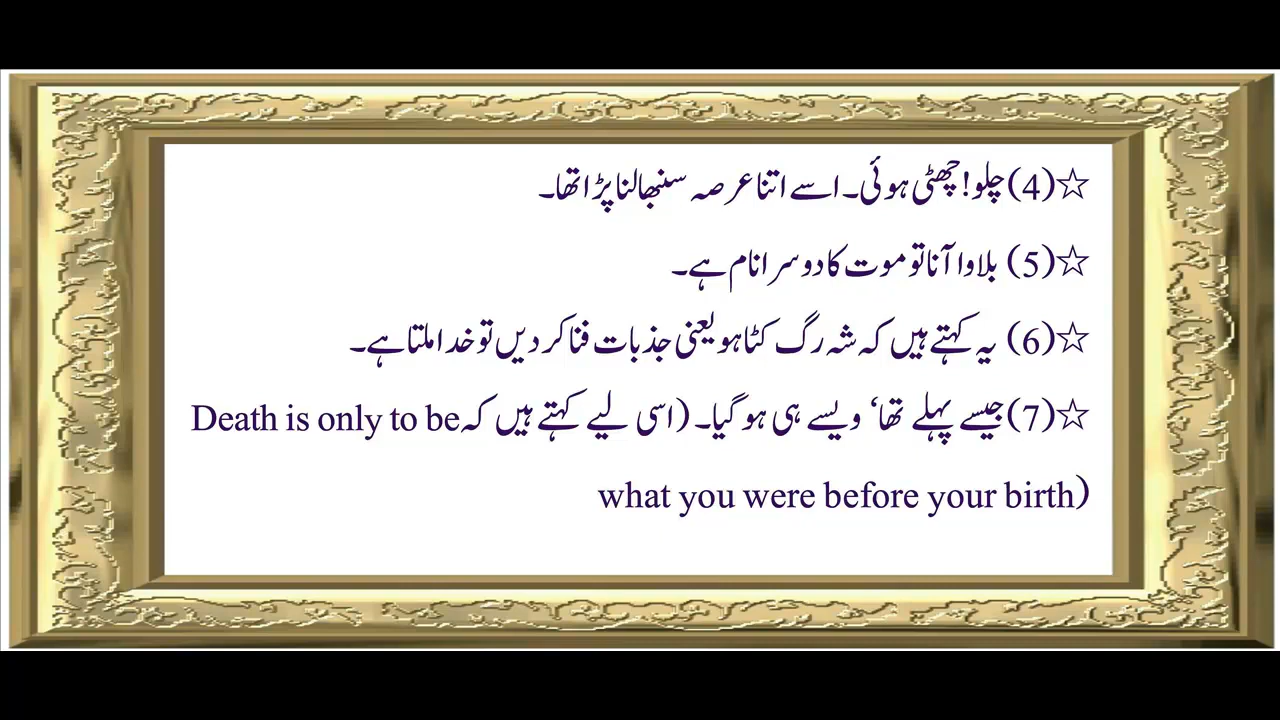 ☆(4) چلو! چھٹی ہوئی۔ اسے اتنا عرصہ سنبھالنا پڑا تھا۔
☆(5) بلاوا آنا تو موت کا دوسرا نام ہے۔
☆(6) یہ کہتے ہیں کہ شہ رگ کٹا ہو یعنی جذبات فنا کر دیں تو خدا ملتا ہے۔
☆(7) جیسے پہلے تھا‘ ویسے ہی ہو گیا۔ (اسی لیے کہتے ہیں کہ Death is only to be
what you were before your birth)